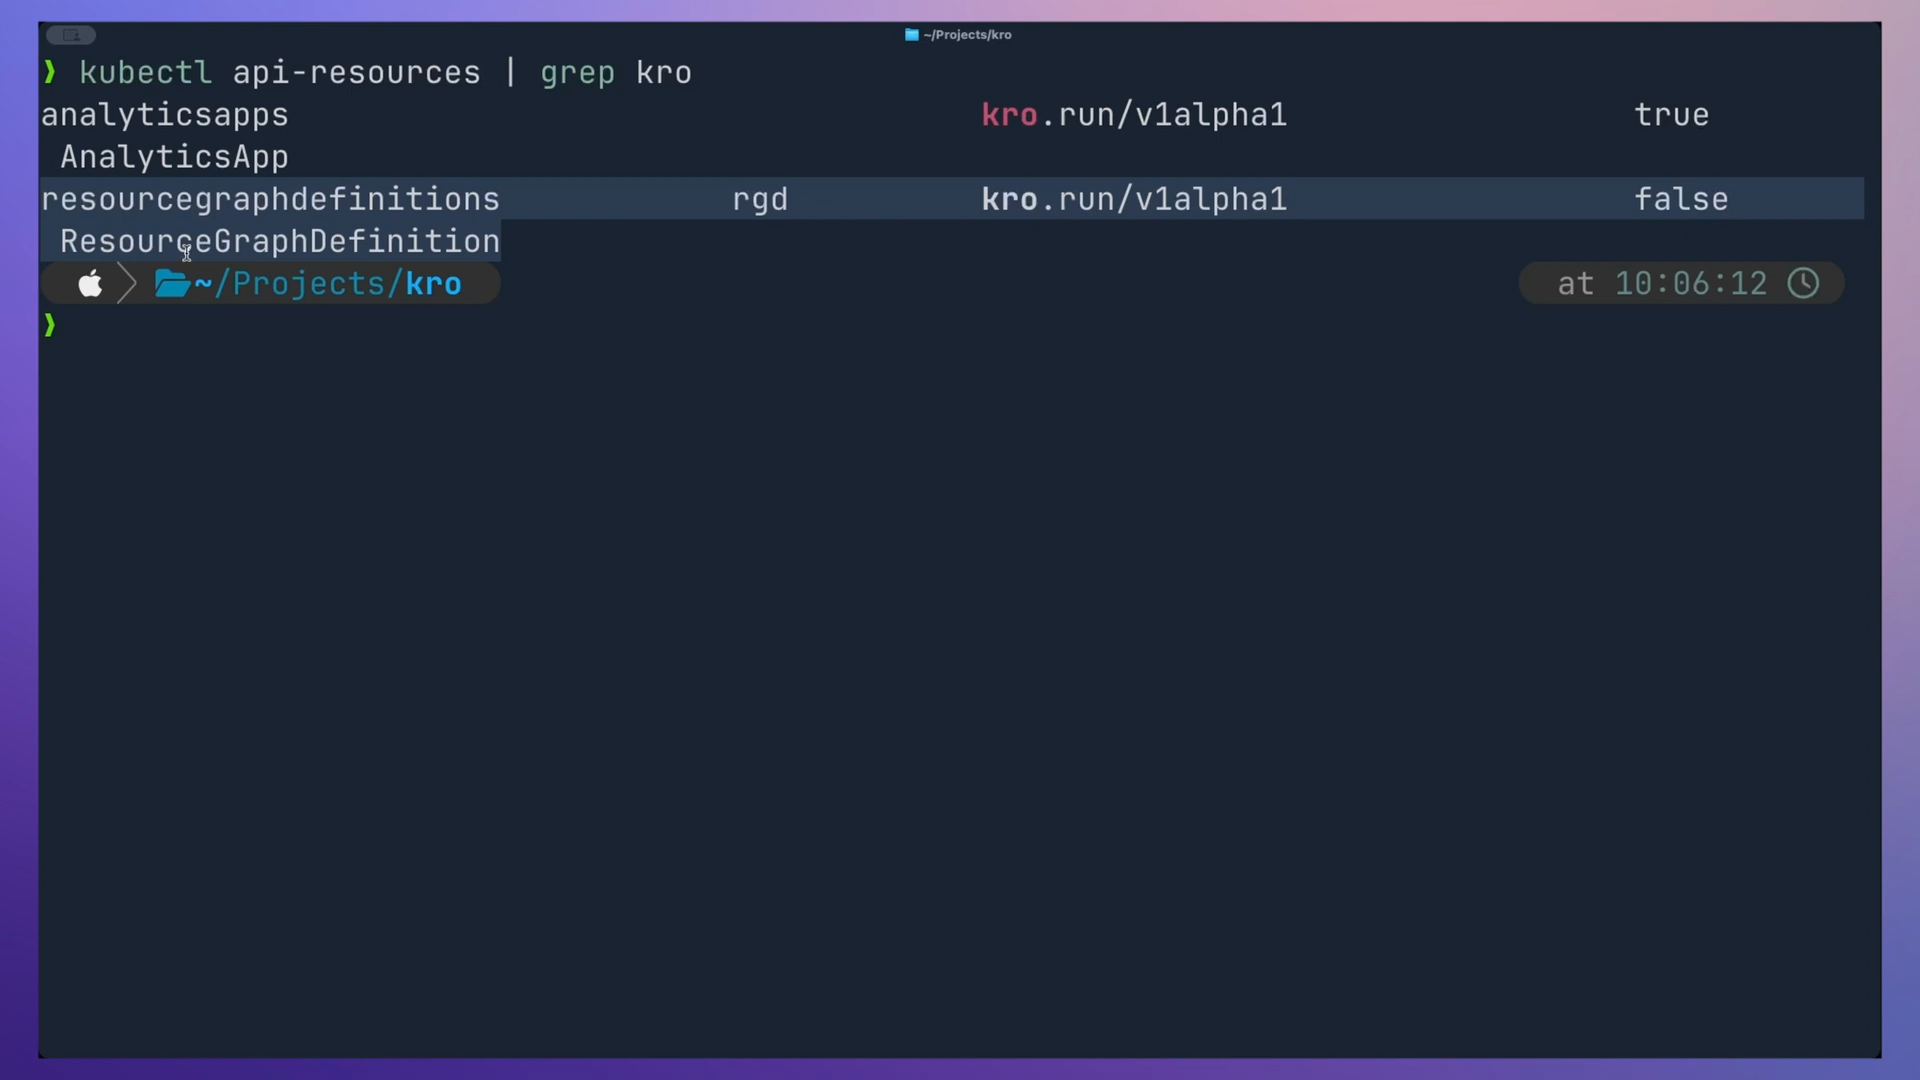 ~/Projects/kro
❯ kubectl api-resources | grep kro
analyticsapps kro.run/v1alpha1 true
AnalyticsApp
resourcegraphdefinitions rgd kro.run/v1alpha1 false
ResourceGraphDefinition
~/Projects/kro at 10:06:12
❯